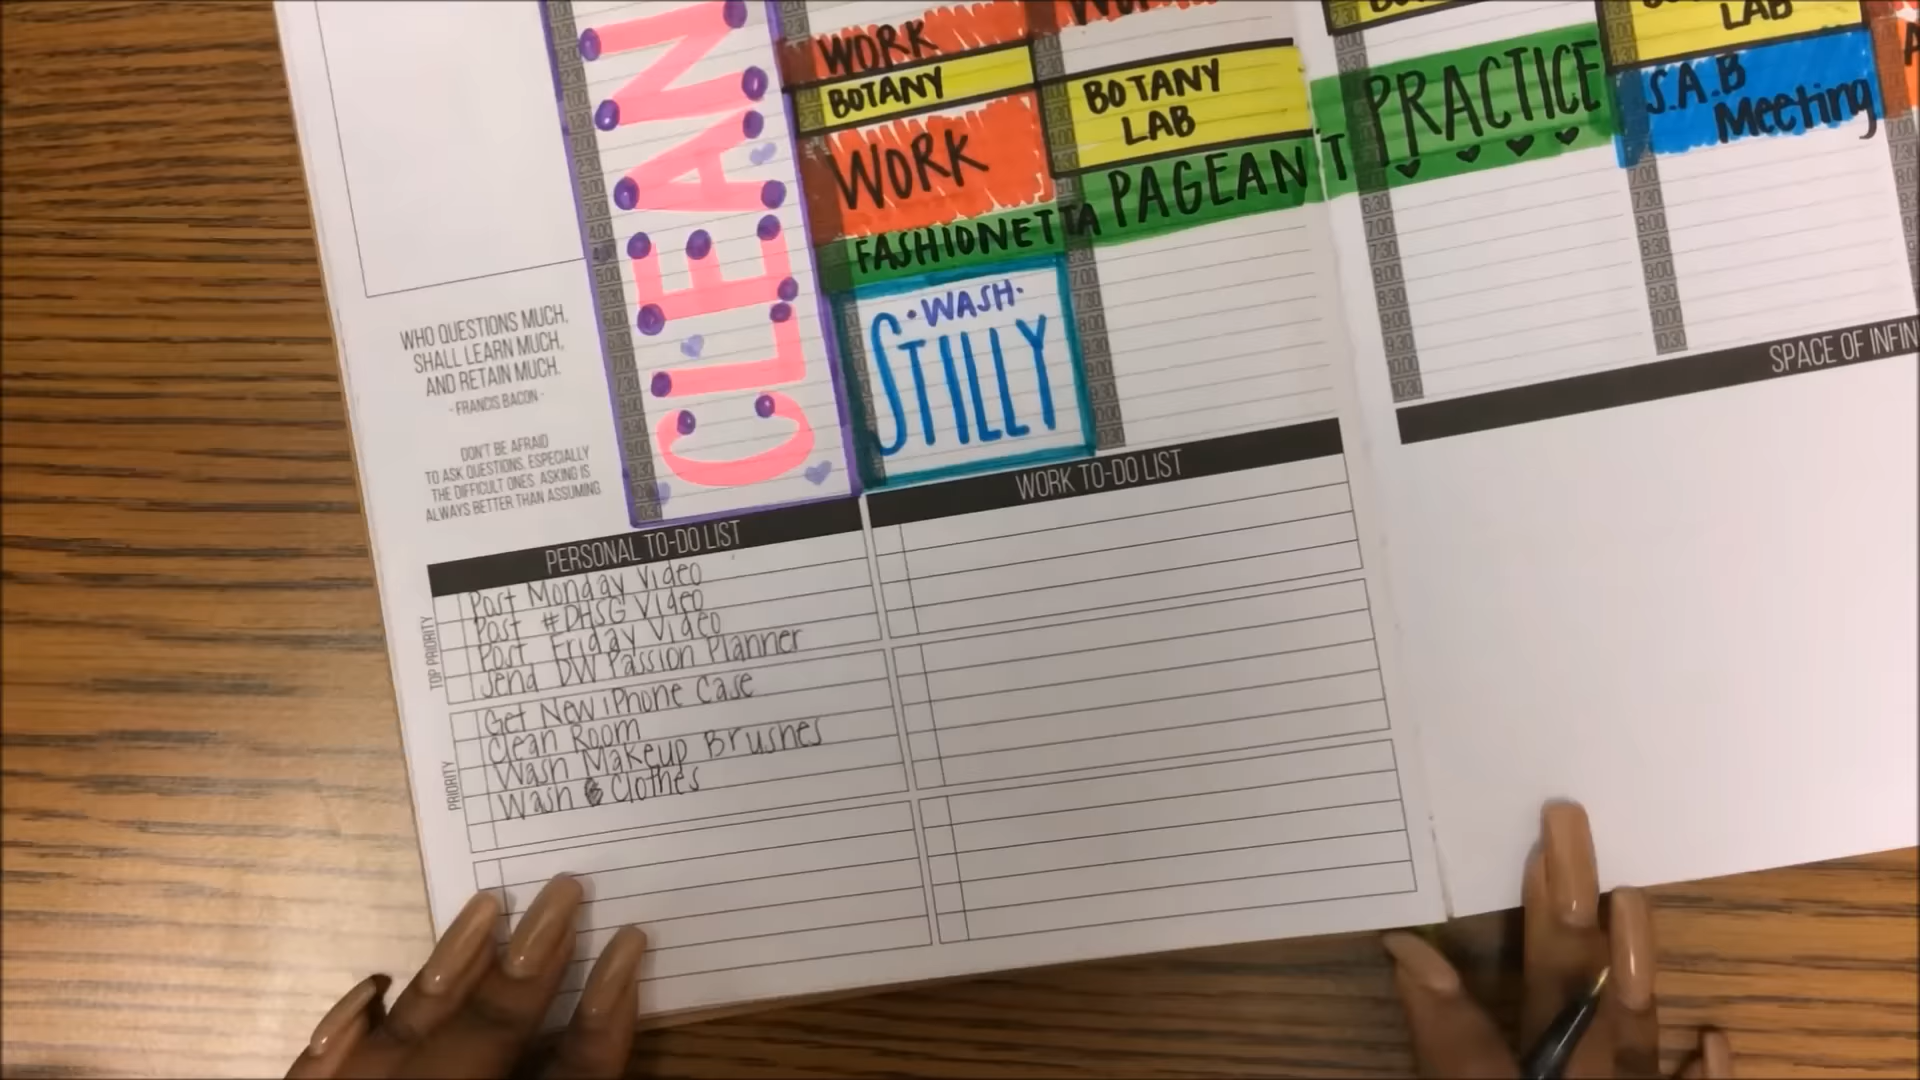 CLEAN
WORK
BOTANY
WORK
BOTANY
LAB
FASHIONETTA PAGEANT PRACTICE
LAB
S.A.B
Meeting
• WASH •
STILLY
WHO QUESTIONS MUCH,
SHALL LEARN MUCH,
AND RETAIN MUCH.
- FRANCIS BACON -
DON'T BE AFRAID
TO ASK QUESTIONS, ESPECIALLY
THE DIFFICULT ONES. ASKING IS
ALWAYS BETTER THAN ASSUMING.
SPACE OF INFIN
PERSONAL TO-DO LIST
TOP PRIORITY
Post Monday Video
Post #DHSG Video
Post Friday Video
Send DW Passion Planner
PRIORITY
Get New iPhone Case
Clean Room
Wash Makeup Brushes
Wash Clothes
WORK TO-DO LIST